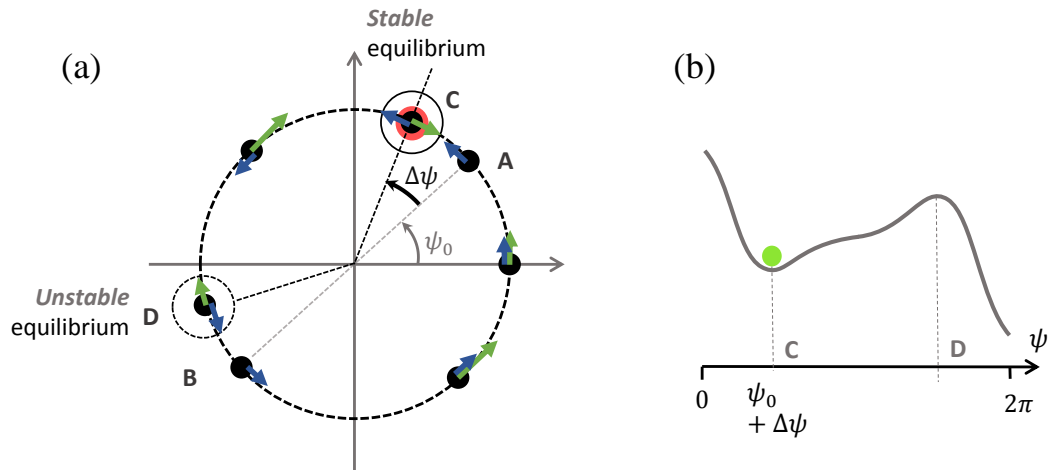 (a)
Stable
equilibrium
C
A
Δψ
ψ₀
Unstable
equilibrium
D
B
(b)
C
D
ψ
0
ψ₀
+ Δψ
2π